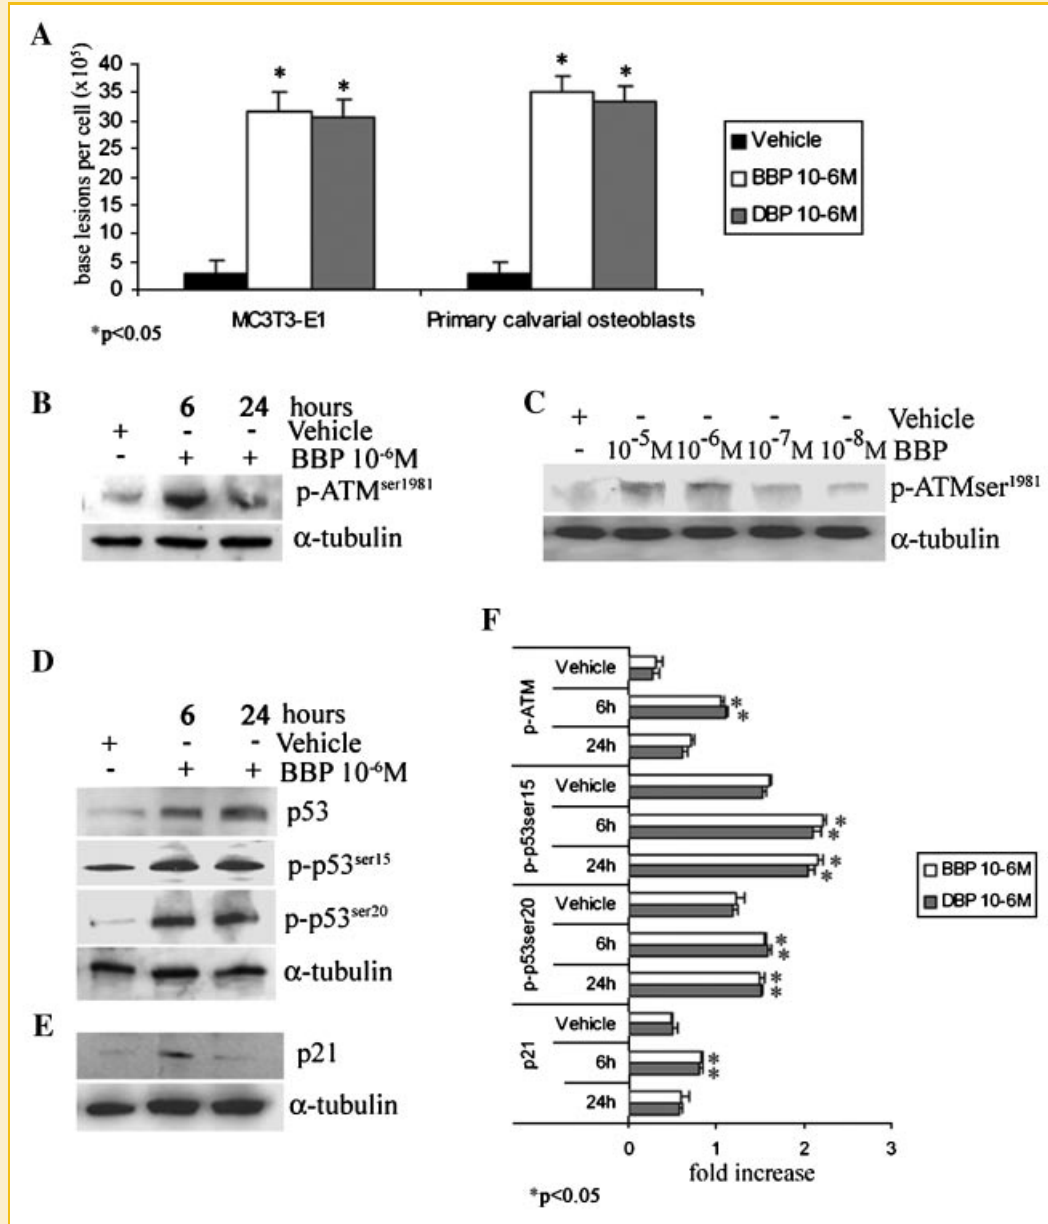 A
base lesions per cell (x10⁵)
40
35
30
25
20
15
10
5
0
* * * *
MC3T3-E1 Primary calvarial osteoblasts
*p<0.05
Vehicle
BBP 10-6M
DBP 10-6M
B
6 24 hours
+ - - Vehicle
- + + BBP 10⁻⁶M
p-ATMˢᵉʳ¹⁹⁸¹
α-tubulin
C
+ - - - - Vehicle
- 10⁻⁵M 10⁻⁶M 10⁻⁷M 10⁻⁸M BBP
p-ATMser¹⁹⁸¹
α-tubulin
D
6 24 hours
+ - - Vehicle
- + + BBP 10⁻⁶M
p53
p-p53ˢᵉʳ¹⁵
p-p53ˢᵉʳ²⁰
α-tubulin
E
p21
α-tubulin
F
p-ATM
Vehicle
6h *
*
24h
p-p53ser15
Vehicle
6h *
*
24h *
*
p-p53ser20
Vehicle
6h *
*
24h *
*
p21
Vehicle
6h *
*
24h
0 1 2 3
fold increase
*p<0.05
BBP 10-6M
DBP 10-6M